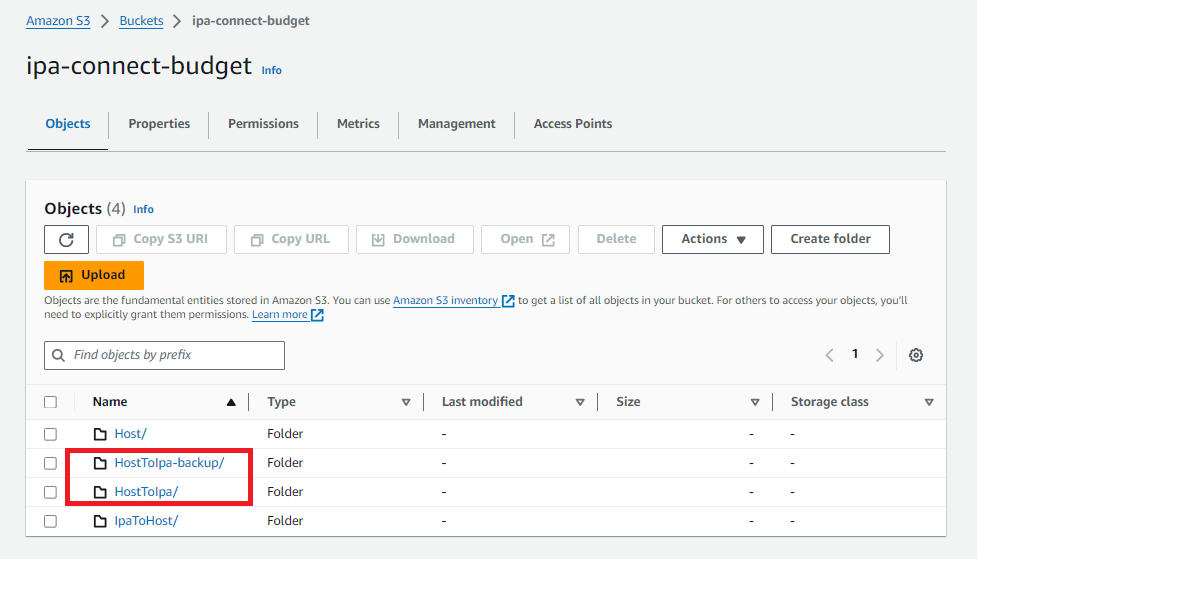 Amazon S3 > Buckets > ipa-connect-budget
ipa-connect-budget Info
Objects Properties Permissions Metrics Management Access Points
Objects (4) Info
Copy S3 URI Copy URL Download Open Delete Actions Create folder
Upload
Objects are the fundamental entities stored in Amazon S3. You can use Amazon S3 inventory to get a list of all objects in your bucket. For others to access your objects, you'll
need to explicitly grant them permissions. Learn more
Find objects by prefix < 1 >
Name Type Last modified Size Storage class
Host/ Folder - - -
HostToIpa-backup/ Folder - - -
HostToIpa/ Folder - - -
IpaToHost/ Folder - - -